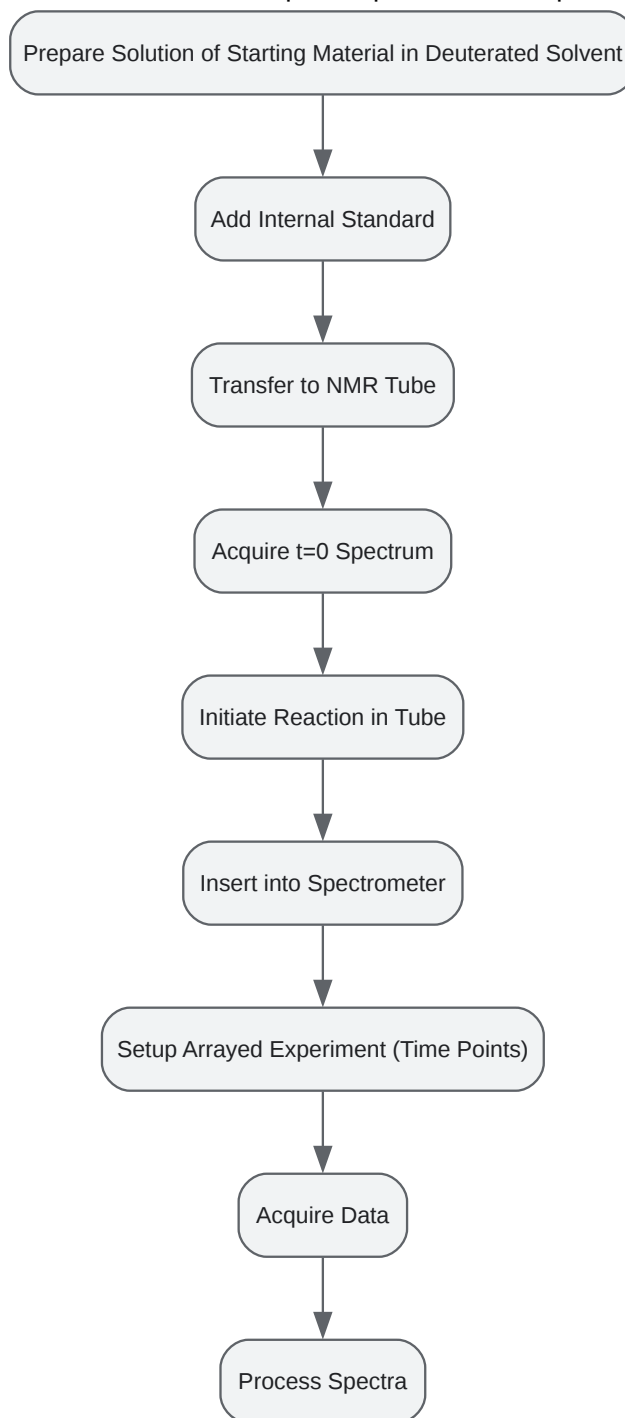 Prepare Solution of Starting Material in Deuterated Solvent
Add Internal Standard
Transfer to NMR Tube
Acquire t=0 Spectrum
Initiate Reaction in Tube
Insert into Spectrometer
Setup Arrayed Experiment (Time Points)
Acquire Data
Process Spectra